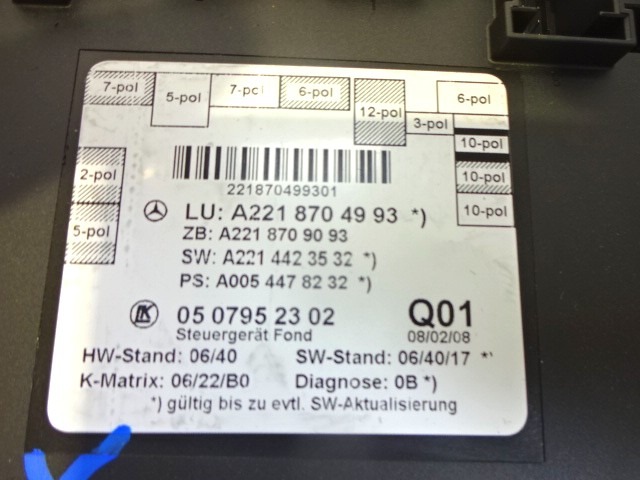 7-pol
5-pol
7-pol
6-pol
12-pol
6-pol
3-pol
10-pol
2-pol
10-pol
5-pol
10-pol
221870499301
LU: A221 870 49 93 *)
ZB: A221 870 90 93
SW: A221 442 35 32 *)
PS: A005 447 82 32 *)
05 0795 23 02 Q01
Steuergerät Fond 08/02/08
HW-Stand: 06/40 SW-Stand: 06/40/17 *)
K-Matrix: 06/22/B0 Diagnose: 0B *)
*) gültig bis zu evtl. SW-Aktualisierung